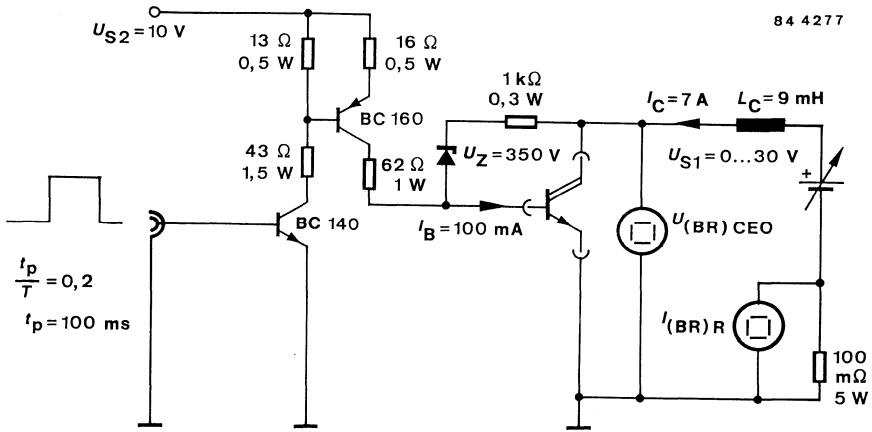 84 4277
U_S2 = 10 V
13 Ω
0,5 W
16 Ω
0,5 W
BC 160
43 Ω
1,5 W
62 Ω
1 W
BC 140
1 kΩ
0,3 W
U_Z = 350 V
I_B = 100 mA
I_C = 7 A
L_C = 9 mH
U_S1 = 0...30 V
+
U_(BR) CEO
I_(BR) R
100
mΩ
5 W
t_p/T = 0,2
t_p = 100 ms